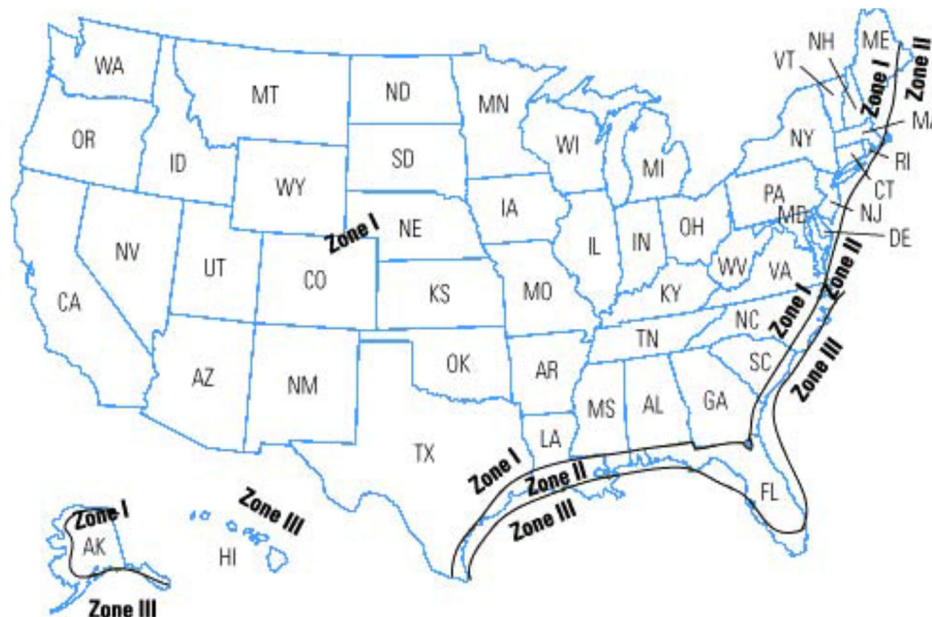 WA
MT
ND
MN
VT
NH
ME
Zone I
Zone II
OR
ID
SD
WI
MI
NY
MA
RI
WY
Zone I
NE
IA
PA
MD
CT
NJ
DE
NV
UT
CO
KS
MO
IL
IN
OH
WV
VA
Zone II
CA
KY
NC
Zone I
AZ
NM
OK
AR
TN
SC
Zone III
TX
LA
MS
AL
GA
Zone I
Zone II
Zone III
FL
Zone I
AK
Zone III
HI
Zone III